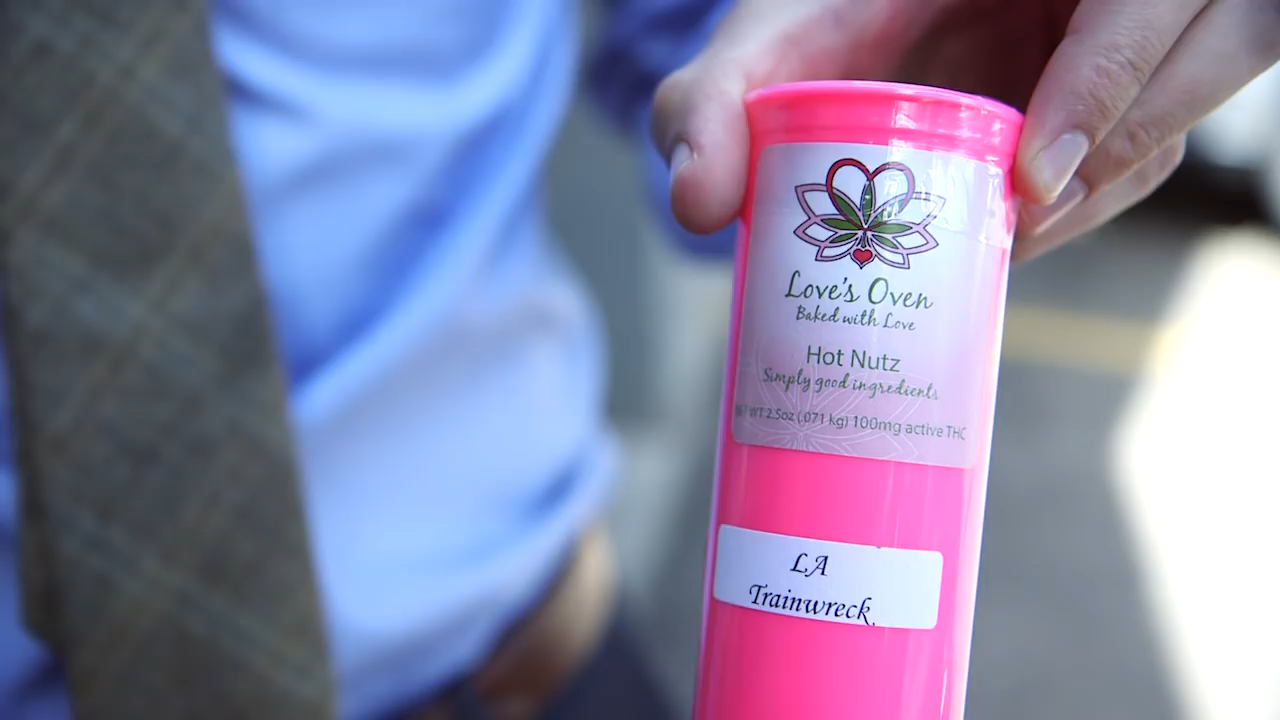 Love's Oven
Baked with Love
Hot Nutz
Simply good ingredients
NET WT 2.5oz (.071 kg) 100mg active THC
LA
Trainwreck